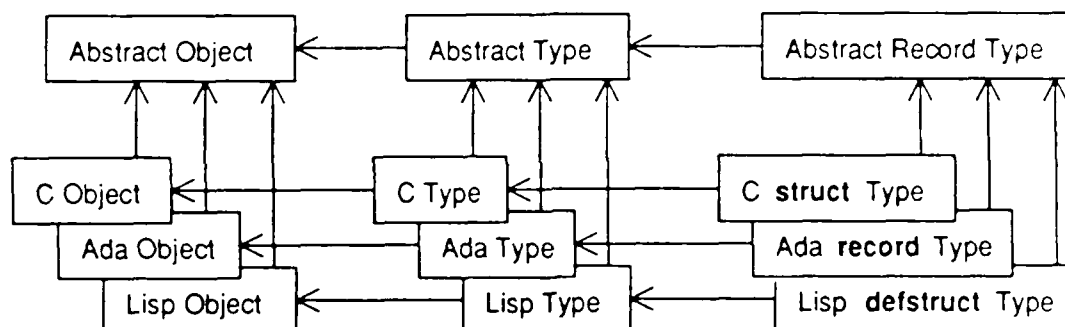 Abstract Object
Abstract Type
Abstract Record Type
C Object
C Type
C struct Type
Ada Object
Ada Type
Ada record Type
Lisp Object
Lisp Type
Lisp defstruct Type